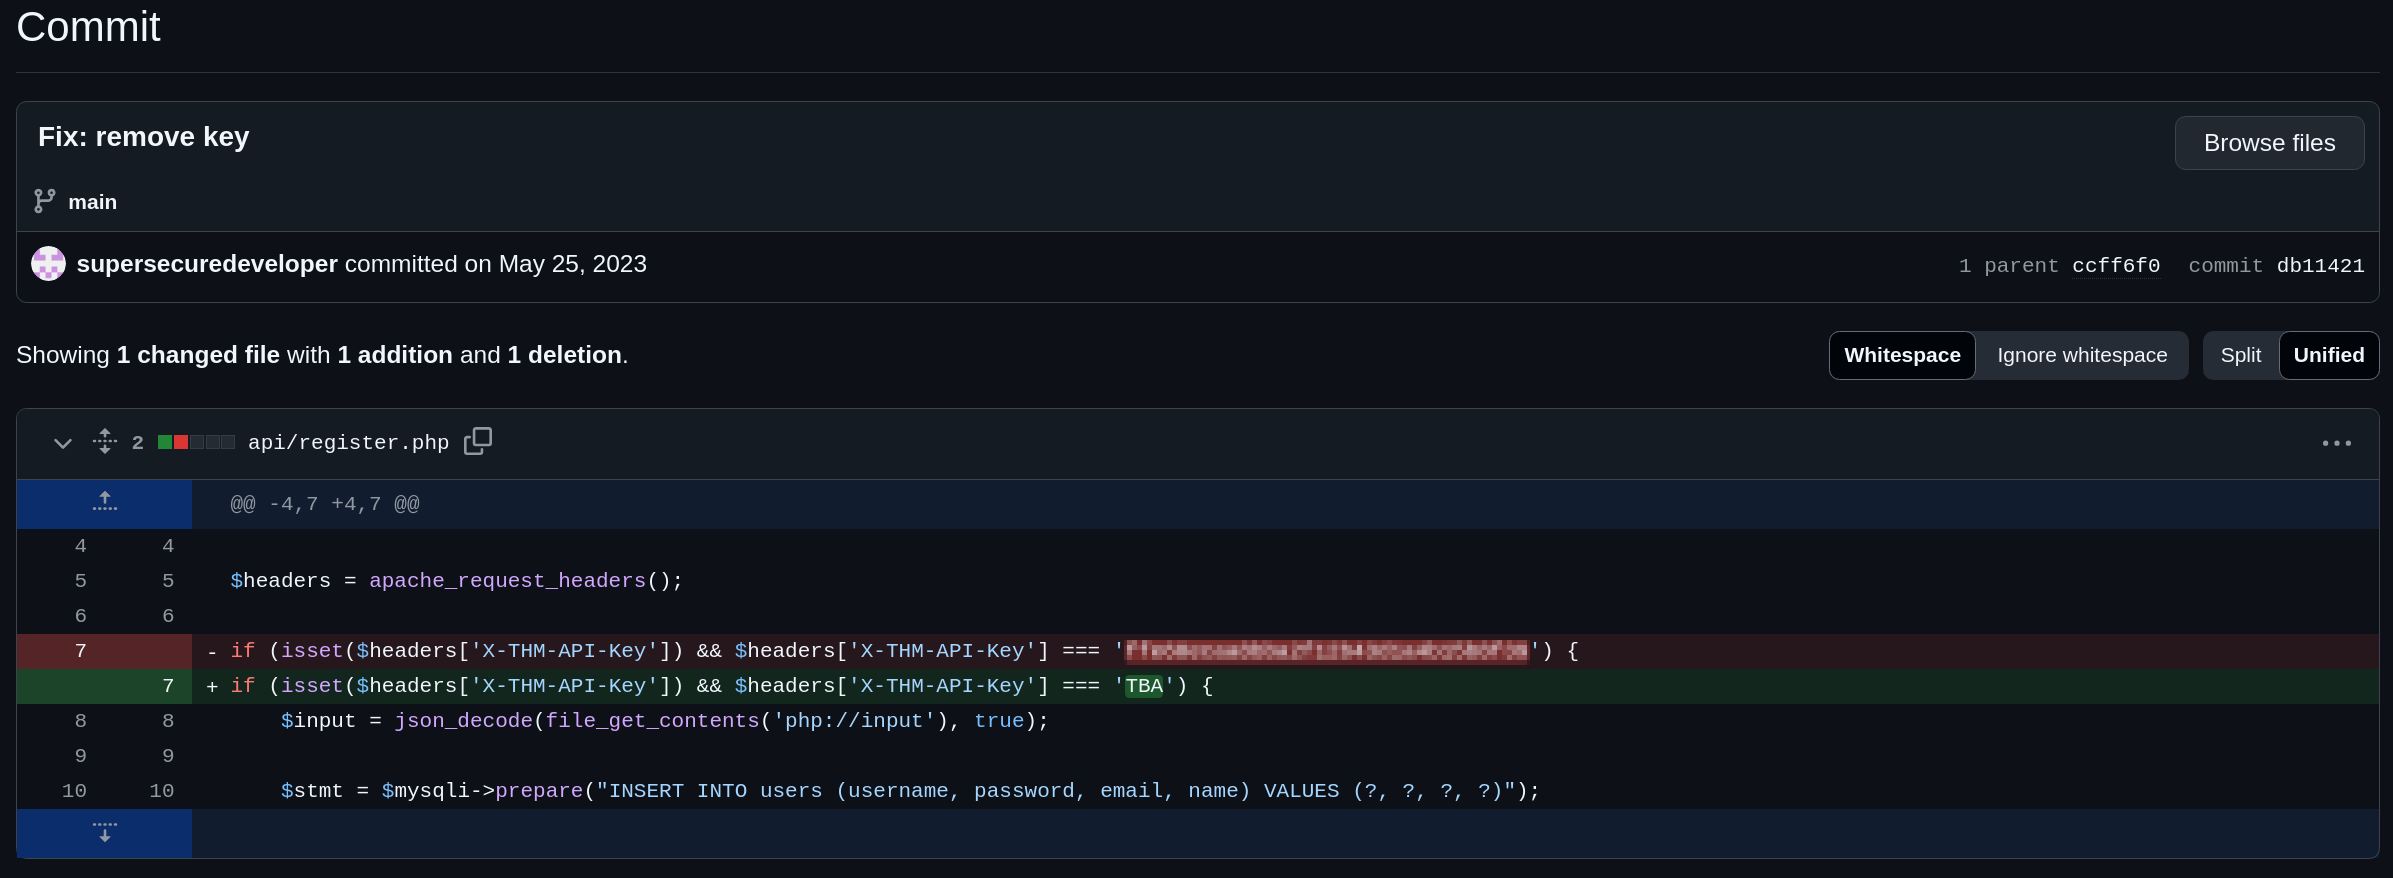 Commit
Fix: remove key
Browse files
main
supersecuredeveloper committed on May 25, 2023
1 parent ccff6f0 commit db11421
Showing 1 changed file with 1 addition and 1 deletion.
Whitespace Ignore whitespace Split Unified
2 api/register.php
@@ -4,7 +4,7 @@
4 4
5 5 $headers = apache_request_headers();
6 6
7 - if (isset($headers['X-THM-API-Key']) && $headers['X-THM-API-Key'] === '') {
7 + if (isset($headers['X-THM-API-Key']) && $headers['X-THM-API-Key'] === 'TBA') {
8 8 $input = json_decode(file_get_contents('php://input'), true);
9 9
10 10 $stmt = $mysqli->prepare("INSERT INTO users (username, password, email, name) VALUES (?, ?, ?, ?)");